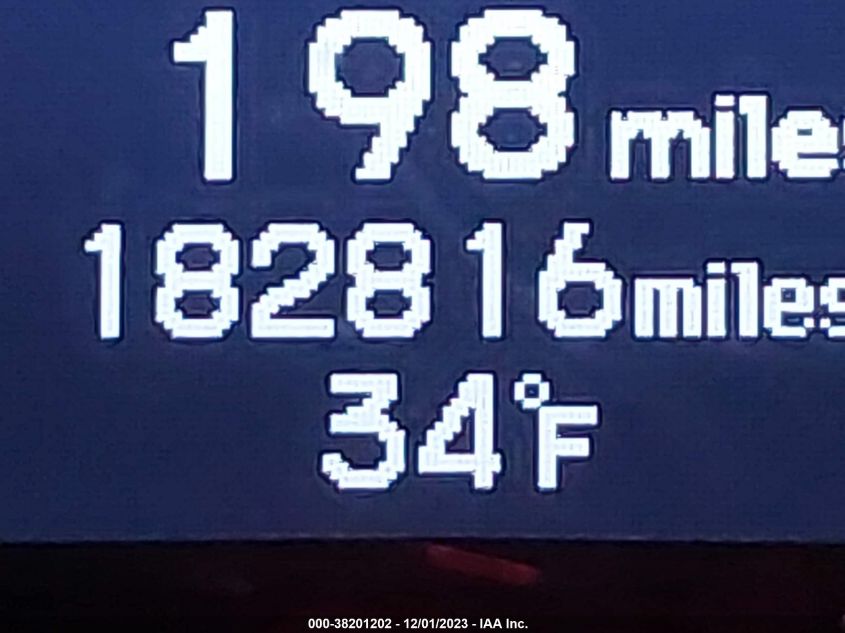 198 miles
182816 miles
34°F
000-38201202 - 12/01/2023 - IAA Inc.